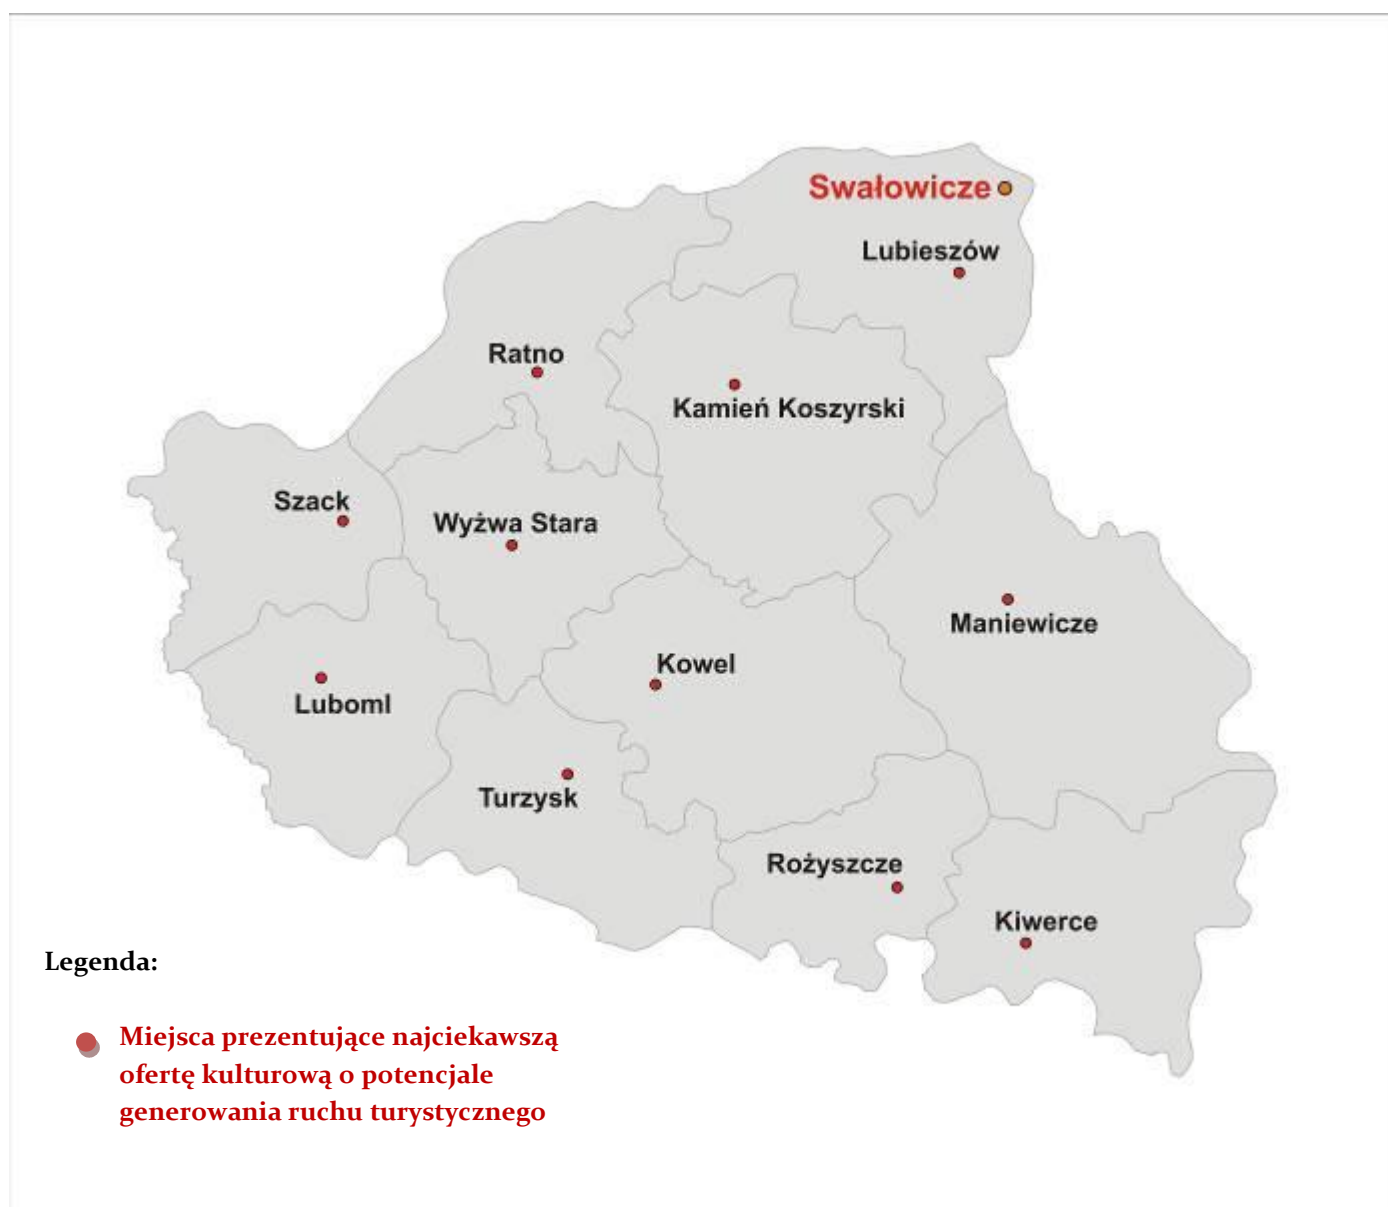 Swałowicze
Lubieszów
Ratno
Kamień Koszyrski
Szack
Wyżwa Stara
Maniewicze
Kowel
Luboml
Turzysk
Rożyszcze
Kiwerce
Legenda:
Miejsca prezentujące najciekawszą
ofertę kulturową o potencjale
generowania ruchu turystycznego